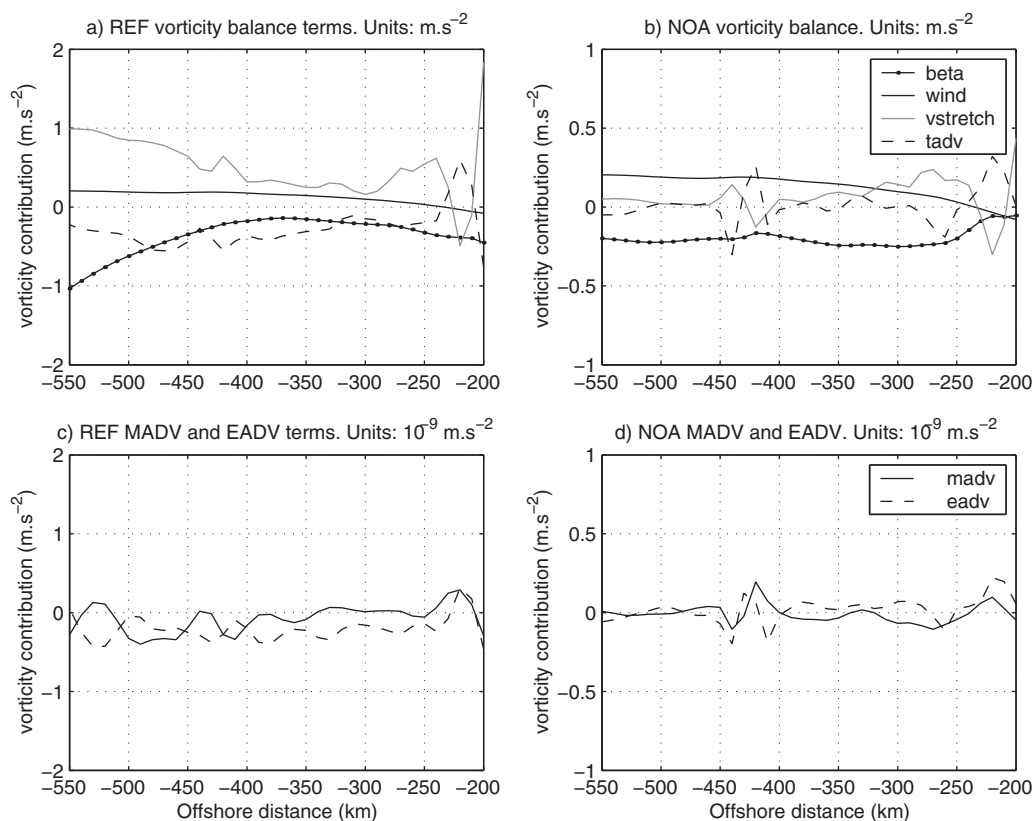 a) REF vorticity balance terms. Units: m.s⁻²
vorticity contribution (m.s⁻²)
2
1
0
−1
−2
−550 −500 −450 −400 −350 −300 −250 −200
b) NOA vorticity balance. Units: m.s⁻²
vorticity contribution (m.s⁻²)
1
0.5
0
−0.5
−1
beta
wind
vstretch
tadv
−550 −500 −450 −400 −350 −300 −250 −200
c) REF MADV and EADV terms. Units: 10⁻⁹ m.s⁻²
vorticity contribution (m.s⁻²)
2
1
0
−1
−2
−550 −500 −450 −400 −350 −300 −250 −200
Offshore distance (km)
d) NOA MADV and EADV. Units: 10⁻⁹ m.s⁻²
vorticity contribution (m.s⁻²)
1
0.5
0
−0.5
−1
madv
eadv
−550 −500 −450 −400 −350 −300 −250 −200
Offshore distance (km)